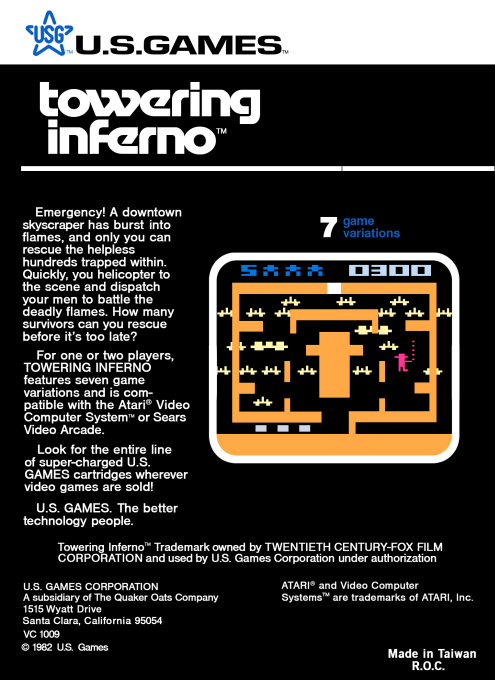 USG™
U.S.GAMES™
towering
inferno™
Emergency! A downtown
skyscraper has burst into
flames, and only you can
rescue the helpless
hundreds trapped within.
Quickly, you helicopter to
the scene and dispatch
your men to battle the
deadly flames. How many
survivors can you rescue
before it's too late?
For one or two players,
TOWERING INFERNO
features seven game
variations and is com-
patible with the Atari® Video
Computer System™ or Sears
Video Arcade.
Look for the entire line
of super-charged U.S.
GAMES cartridges wherever
video games are sold!
U.S. GAMES. The better
technology people.
7 game
variations
5 0300
Towering Inferno™ Trademark owned by TWENTIETH CENTURY-FOX FILM
CORPORATION and used by U.S. Games Corporation under authorization
U.S. GAMES CORPORATION
A subsidiary of The Quaker Oats Company
1515 Wyatt Drive
Santa Clara, California 95054
VC 1009
© 1982 U.S. Games
ATARI® and Video Computer
Systems™ are trademarks of ATARI, Inc.
Made in Taiwan
R.O.C.